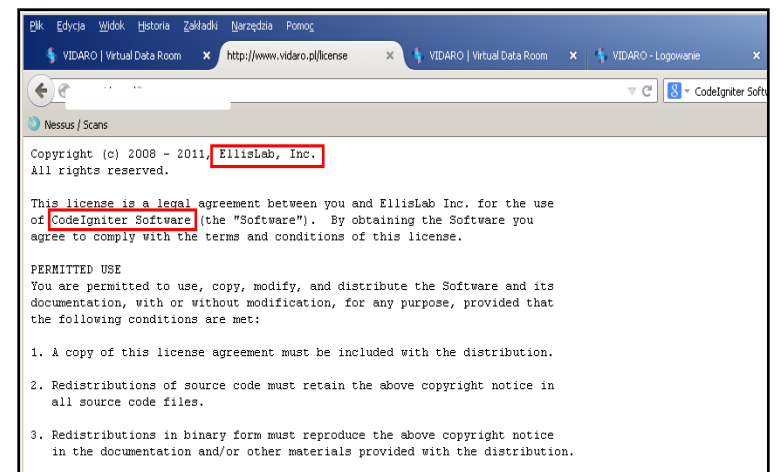 Plik Edycja Widok Historia Zakładki Narzędzia Pomoc
VIDARO | Virtual Data Room × http://www.vidaro.pl/license × VIDARO | Virtual Data Room × VIDARO - Logowanie ×
8 CodeIgniter Softw
Nessus / Scans
Copyright (c) 2008 - 2011, EllisLab, Inc.
All rights reserved.
This license is a legal agreement between you and EllisLab Inc. for the use
of CodeIgniter Software (the "Software"). By obtaining the Software you
agree to comply with the terms and conditions of this license.
PERMITTED USE
You are permitted to use, copy, modify, and distribute the Software and its
documentation, with or without modification, for any purpose, provided that
the following conditions are met:
1. A copy of this license agreement must be included with the distribution.
2. Redistributions of source code must retain the above copyright notice in
all source code files.
3. Redistributions in binary form must reproduce the above copyright notice
in the documentation and/or other materials provided with the distribution.